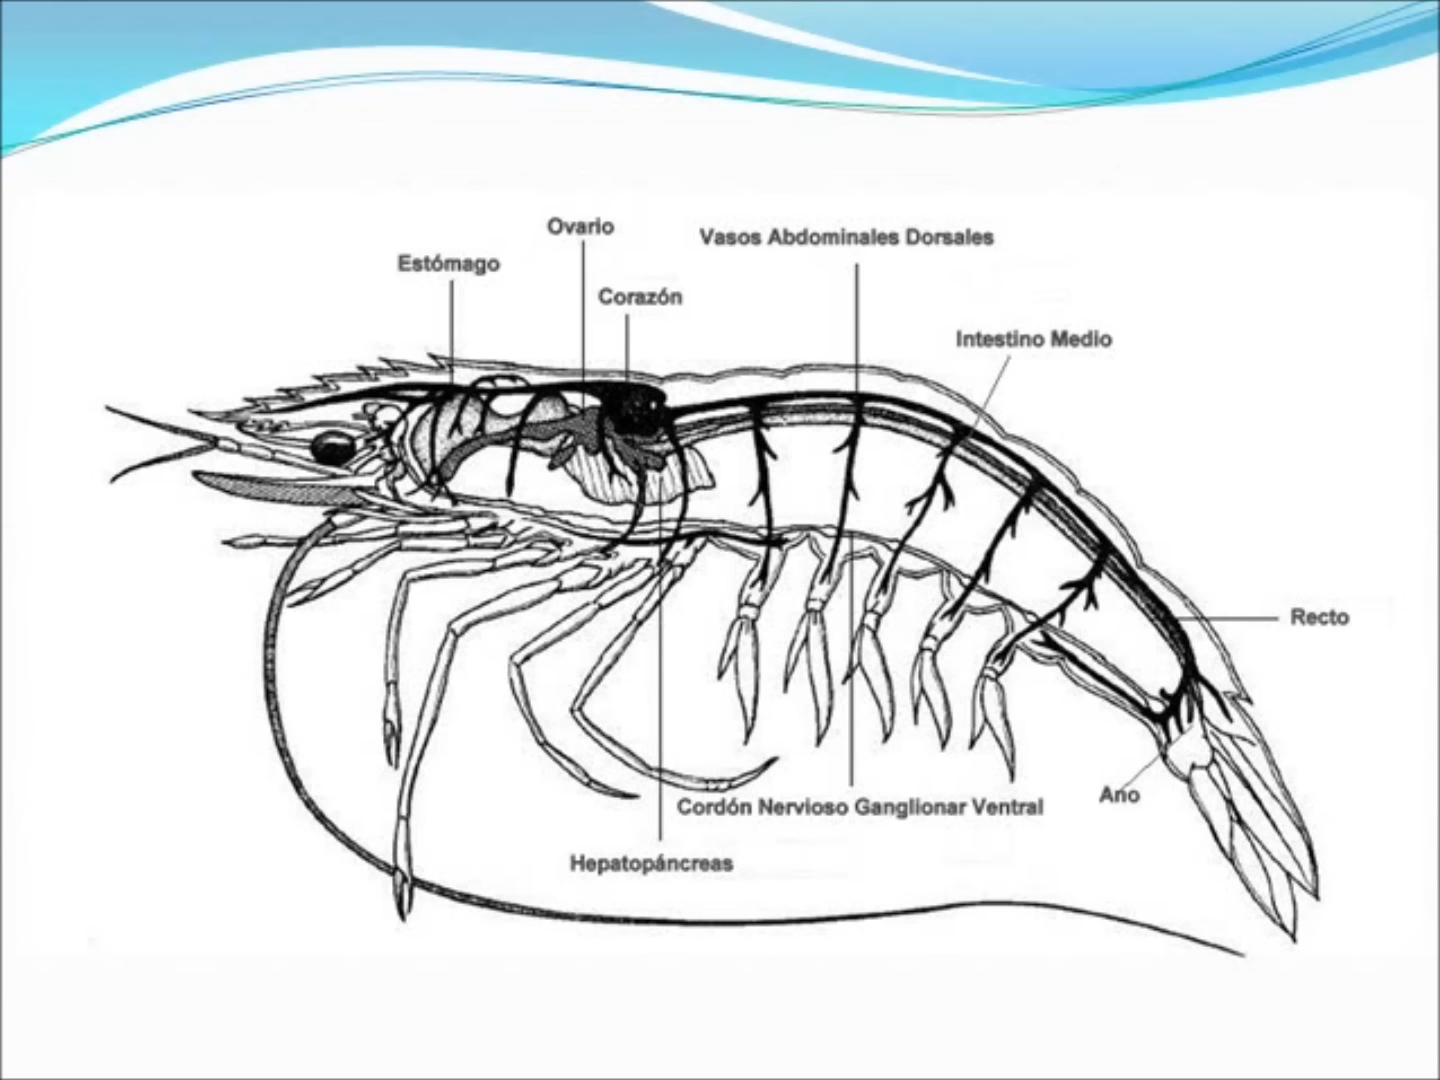 Ovario
Vasos Abdominales Dorsales
Estómago
Corazón
Intestino Medio
Recto
Ano
Cordón Nervioso Ganglionar Ventral
Hepatopáncreas